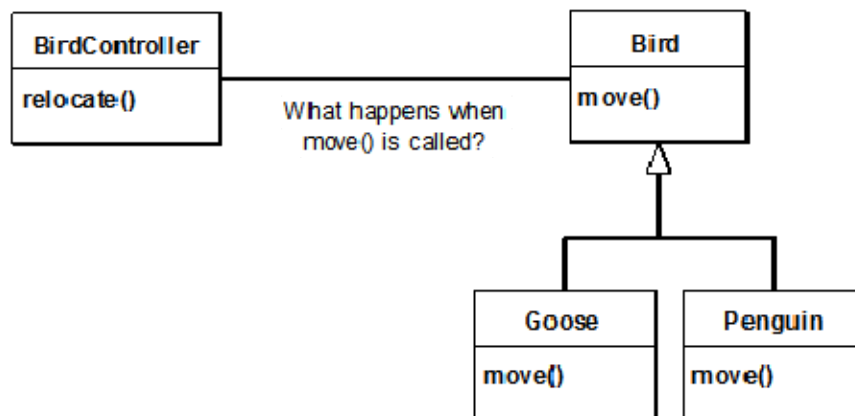 BirdController
relocate()
What happens when
move() is called?
Bird
move()
Goose
move()
Penguin
move()